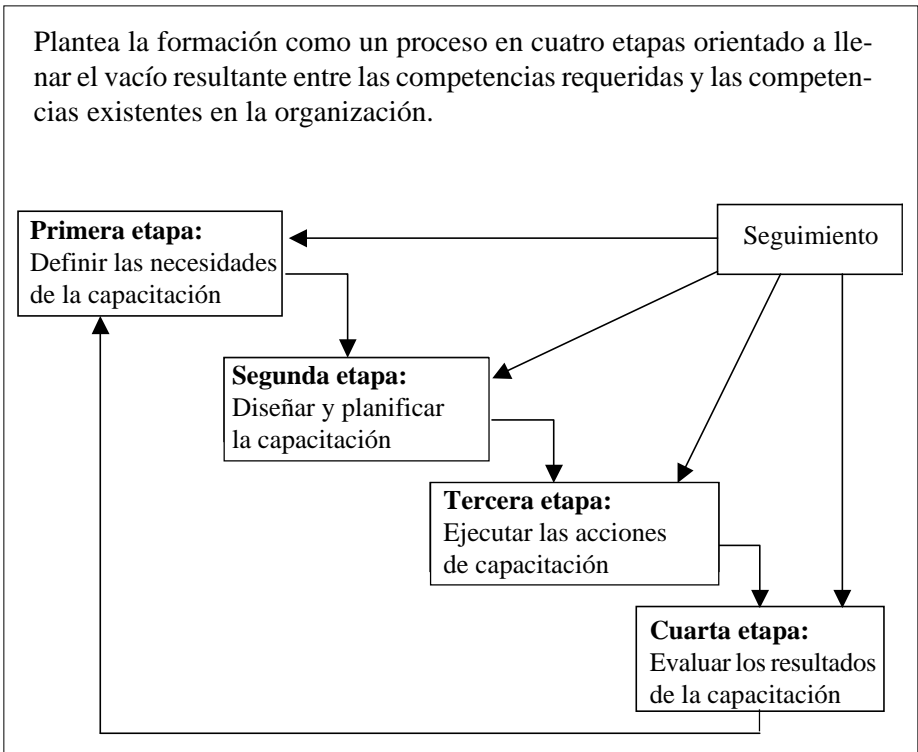 Plantea la formación como un proceso en cuatro etapas orientado a lle-
nar el vacío resultante entre las competencias requeridas y las competen-
cias existentes en la organización.
Primera etapa:
Definir las necesidades
de la capacitación
Seguimiento
Segunda etapa:
Diseñar y planificar
la capacitación
Tercera etapa:
Ejecutar las acciones
de capacitación
Cuarta etapa:
Evaluar los resultados
de la capacitación